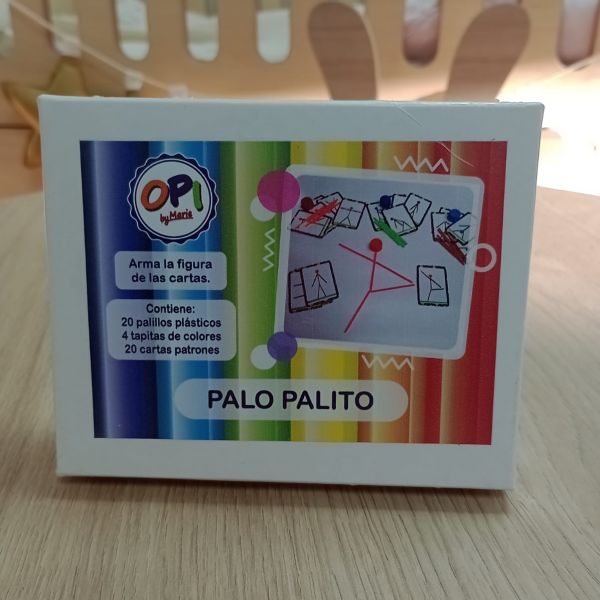 OPI
by Maria
Arma la figura
de las cartas.
Contiene:
20 palillos plásticos
4 tapitas de colores
20 cartas patrones
PALO PALITO